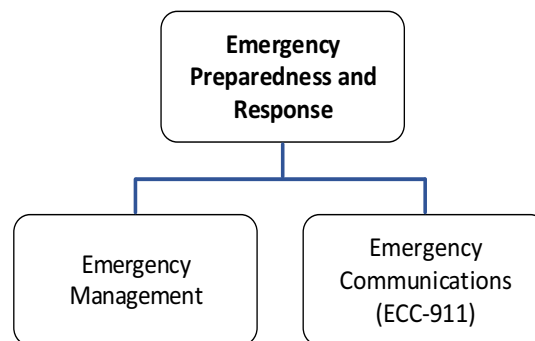 Emergency
Preparedness and
Response
Emergency
Management
Emergency
Communications
(ECC-911)